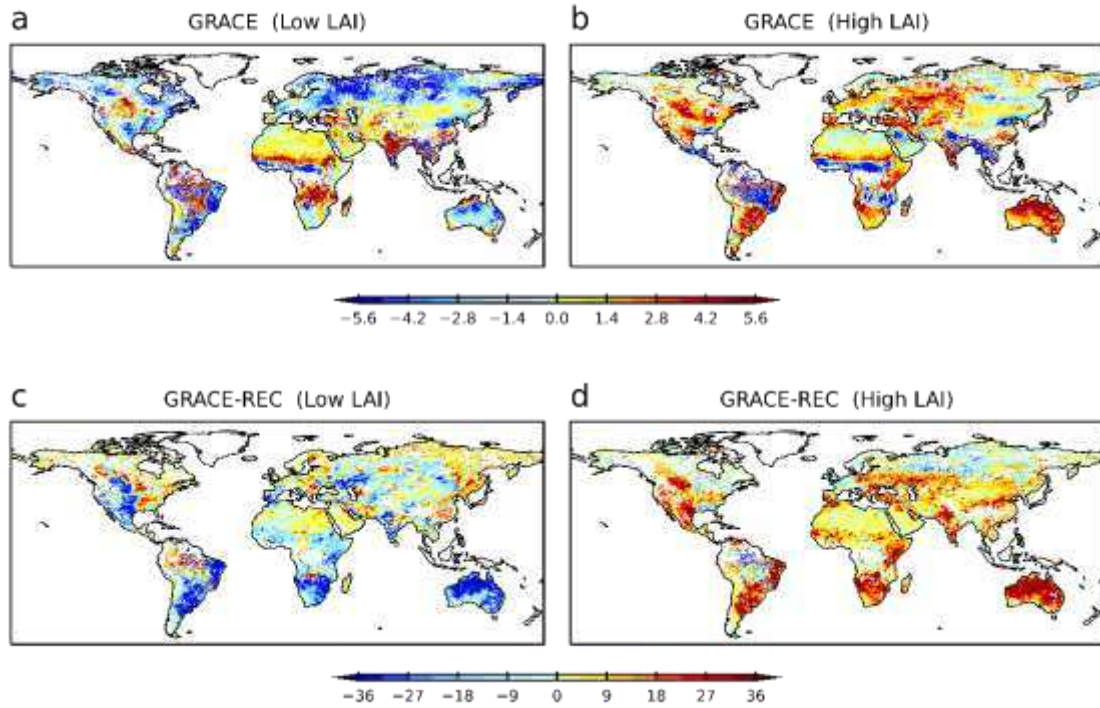 a GRACE (Low LAI)
b GRACE (High LAI)
−5.6 −4.2 −2.8 −1.4 0.0 1.4 2.8 4.2 5.6
c GRACE-REC (Low LAI)
d GRACE-REC (High LAI)
−36 −27 −18 −9 0 9 18 27 36